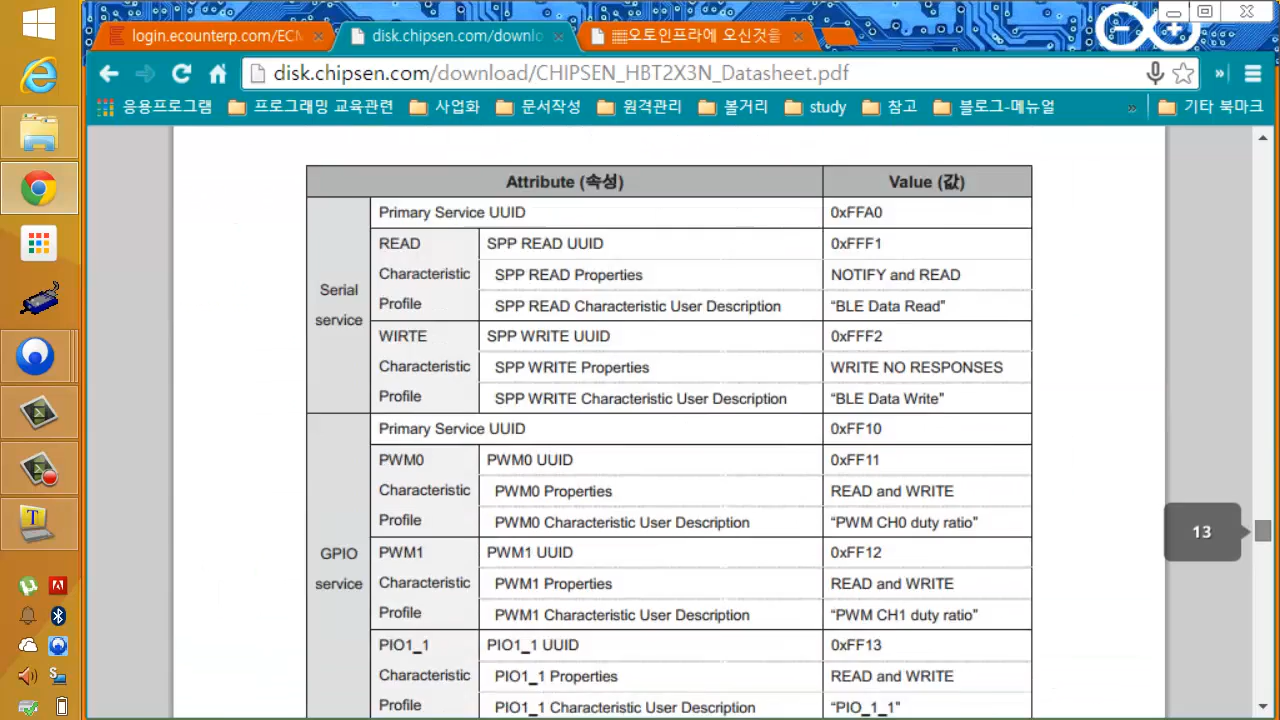 login.ecounterp.com/ECM
disk.chipsen.com/downlo
오토인프라에 오신것을
disk.chipsen.com/download/CHIPSEN_HBT2X3N_Datasheet.pdf
응용프로그램 프로그래밍 교육관련 사업화 문서작성 원격관리 볼거리 study 참고 블로그-메뉴얼 » 기타 북마크
Attribute (속성) Value (값)
Serial service
Primary Service UUID 0xFFA0
READ Characteristic Profile
SPP READ UUID 0xFFF1
SPP READ Properties NOTIFY and READ
SPP READ Characteristic User Description “BLE Data Read”
WIRTE Characteristic Profile
SPP WRITE UUID 0xFFF2
SPP WRITE Properties WRITE NO RESPONSES
SPP WRITE Characteristic User Description “BLE Data Write”
GPIO service
Primary Service UUID 0xFF10
PWM0 Characteristic Profile
PWM0 UUID 0xFF11
PWM0 Properties READ and WRITE
PWM0 Characteristic User Description “PWM CH0 duty ratio”
PWM1 Characteristic Profile
PWM1 UUID 0xFF12
PWM1 Properties READ and WRITE
PWM1 Characteristic User Description “PWM CH1 duty ratio”
PIO1_1 Characteristic Profile
PIO1_1 UUID 0xFF13
PIO1_1 Properties READ and WRITE
PIO1_1 Characteristic User Description “PIO_1_1”
13